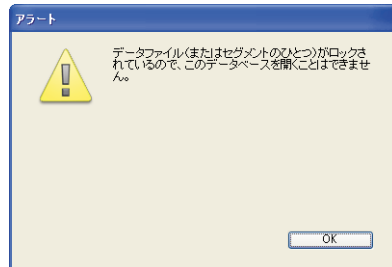 アラート
データファイル(またはセグメントのひとつ)がロックさ
れているので、このデータベースを開くことはできませ
ん。
OK